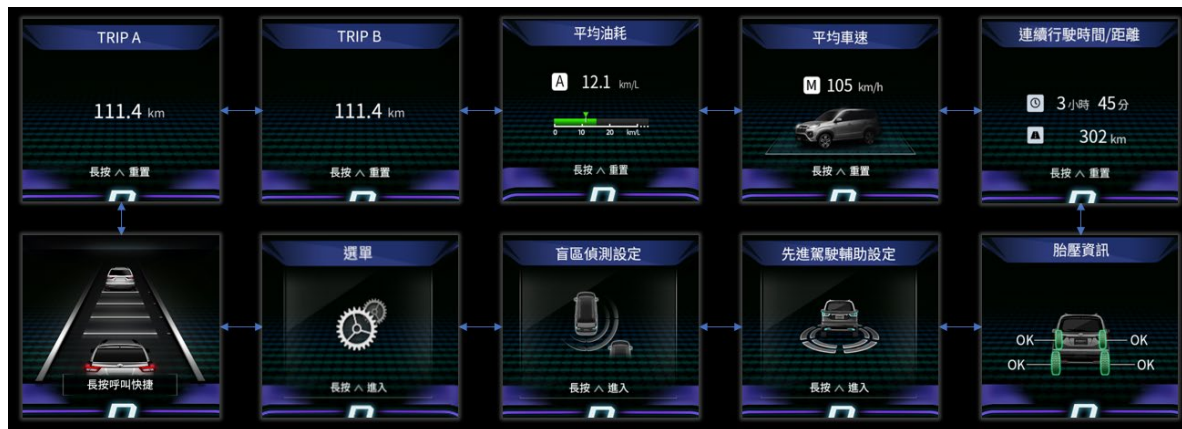 TRIP A
111.4 km
長按 ︿ 重置
TRIP B
111.4 km
長按 ︿ 重置
平均油耗
A 12.1 km/L
0 10 20 km/L
長按 ︿ 重置
平均車速
M 105 km/h
長按 ︿ 重置
連續行駛時間/距離
3小時 45分
302 km
長按 ︿ 重置
長按呼叫快捷
選單
長按 ︿ 進入
盲區偵測設定
長按 ︿ 進入
先進駕駛輔助設定
長按 ︿ 進入
胎壓資訊
OK OK
OK OK